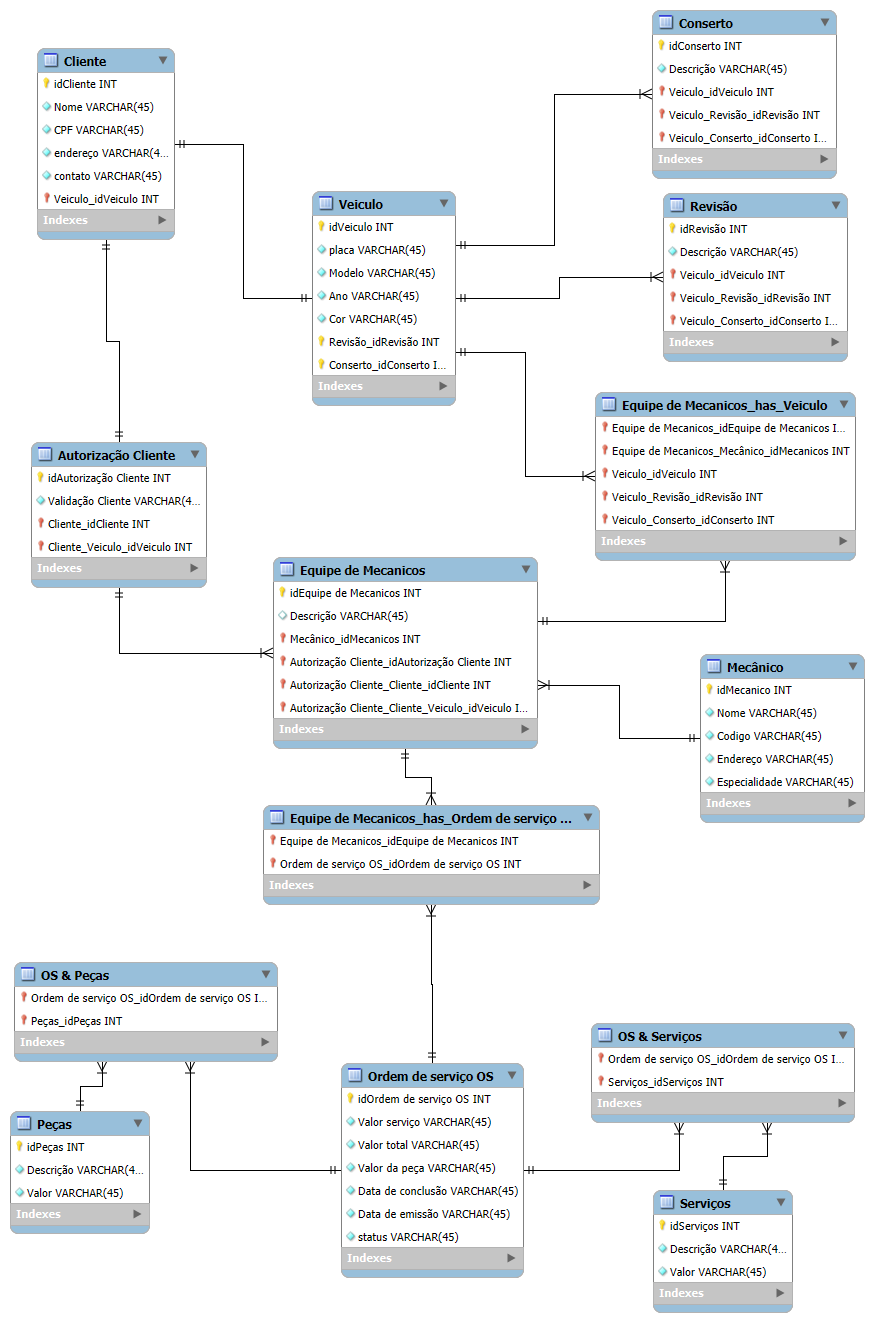 Cliente
idCliente INT
Nome VARCHAR(45)
CPF VARCHAR(45)
endereço VARCHAR(4...
contato VARCHAR(45)
Veiculo_idVeiculo INT
Indexes
Conserto
idConserto INT
Descrição VARCHAR(45)
Veiculo_idVeiculo INT
Veiculo_Revisão_idRevisão INT
Veiculo_Conserto_idConserto I...
Indexes
Veiculo
idVeiculo INT
placa VARCHAR(45)
Modelo VARCHAR(45)
Ano VARCHAR(45)
Cor VARCHAR(45)
Revisão_idRevisão INT
Conserto_idConserto I...
Indexes
Revisão
idRevisão INT
Descrição VARCHAR(45)
Veiculo_idVeiculo INT
Veiculo_Revisão_idRevisão INT
Veiculo_Conserto_idConserto I...
Indexes
Equipe de Mecanicos_has_Veiculo
Equipe de Mecanicos_idEquipe de Mecanicos I...
Equipe de Mecanicos_Mecânico_idMecanicos INT
Veiculo_idVeiculo INT
Veiculo_Revisão_idRevisão INT
Veiculo_Conserto_idConserto INT
Indexes
Autorização Cliente
idAutorização Cliente INT
Validação Cliente VARCHAR(4...
Cliente_idCliente INT
Cliente_Veiculo_idVeiculo INT
Indexes
Equipe de Mecanicos
idEquipe de Mecanicos INT
Descrição VARCHAR(45)
Mecânico_idMecanicos INT
Autorização Cliente_idAutorização Cliente INT
Autorização Cliente_Cliente_idCliente INT
Autorização Cliente_Cliente_Veiculo_idVeiculo I...
Indexes
Mecânico
idMecanico INT
Nome VARCHAR(45)
Codigo VARCHAR(45)
Endereço VARCHAR(45)
Especialidade VARCHAR(45)
Indexes
Equipe de Mecanicos_has_Ordem de serviço ...
Equipe de Mecanicos_idEquipe de Mecanicos INT
Ordem de serviço OS_idOrdem de serviço OS INT
Indexes
OS & Peças
Ordem de serviço OS_idOrdem de serviço OS I...
Peças_idPeças INT
Indexes
Peças
idPeças INT
Descrição VARCHAR(4...
Valor VARCHAR(45)
Indexes
Ordem de serviço OS
idOrdem de serviço OS INT
Valor serviço VARCHAR(45)
Valor total VARCHAR(45)
Valor da peça VARCHAR(45)
Data de conclusão VARCHAR(45)
Data de emissão VARCHAR(45)
status VARCHAR(45)
Indexes
OS & Serviços
Ordem de serviço OS_idOrdem de serviço OS I...
Serviços_idServiços INT
Indexes
Serviços
idServiços INT
Descrição VARCHAR(4...
Valor VARCHAR(45)
Indexes